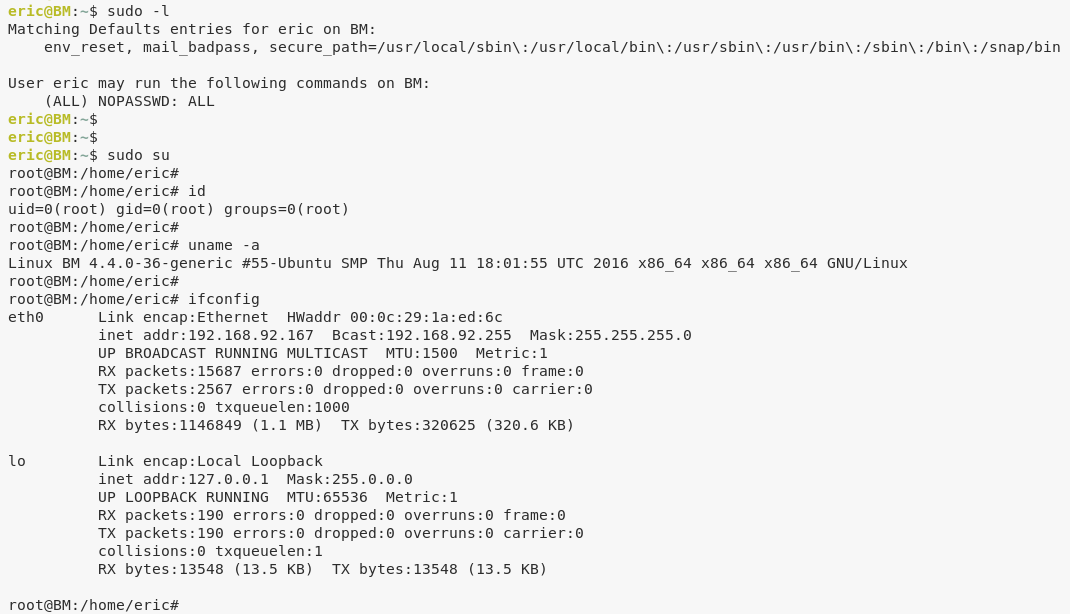 eric@BM:~$ sudo -l
Matching Defaults entries for eric on BM:
    env_reset, mail_badpass, secure_path=/usr/local/sbin\:/usr/local/bin\:/usr/sbin\:/usr/bin\:/sbin\:/bin\:/snap/bin

User eric may run the following commands on BM:
    (ALL) NOPASSWD: ALL
eric@BM:~$
eric@BM:~$
eric@BM:~$ sudo su
root@BM:/home/eric#
root@BM:/home/eric# id
uid=0(root) gid=0(root) groups=0(root)
root@BM:/home/eric#
root@BM:/home/eric# uname -a
Linux BM 4.4.0-36-generic #55-Ubuntu SMP Thu Aug 11 18:01:55 UTC 2016 x86_64 x86_64 x86_64 GNU/Linux
root@BM:/home/eric#
root@BM:/home/eric# ifconfig
eth0      Link encap:Ethernet  HWaddr 00:0c:29:1a:ed:6c
          inet addr:192.168.92.167  Bcast:192.168.92.255  Mask:255.255.255.0
          UP BROADCAST RUNNING MULTICAST  MTU:1500  Metric:1
          RX packets:15687 errors:0 dropped:0 overruns:0 frame:0
          TX packets:2567 errors:0 dropped:0 overruns:0 carrier:0
          collisions:0 txqueuelen:1000
          RX bytes:1146849 (1.1 MB)  TX bytes:320625 (320.6 KB)

lo        Link encap:Local Loopback
          inet addr:127.0.0.1  Mask:255.0.0.0
          UP LOOPBACK RUNNING  MTU:65536  Metric:1
          RX packets:190 errors:0 dropped:0 overruns:0 frame:0
          TX packets:190 errors:0 dropped:0 overruns:0 carrier:0
          collisions:0 txqueuelen:1
          RX bytes:13548 (13.5 KB)  TX bytes:13548 (13.5 KB)

root@BM:/home/eric#